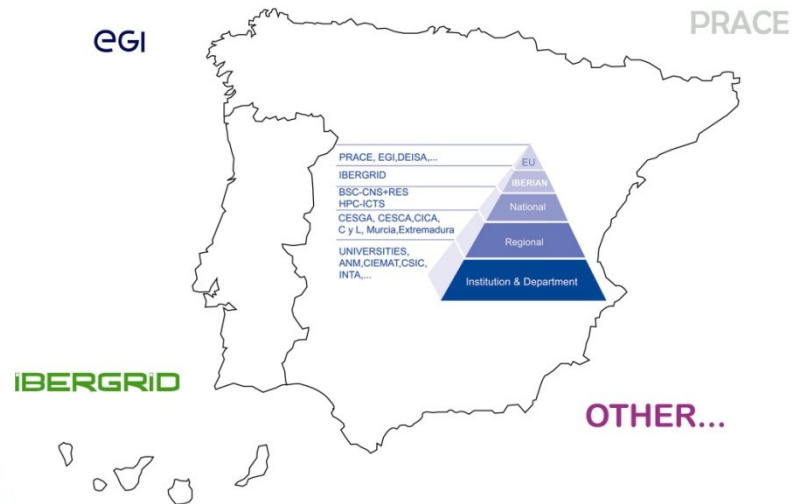 eGI
PRACE
PRACE, EGI,DEISA,...
EU
IBERGRID
IBERIAN
BSC-CNS+RES
HPC-ICTS
National
CESGA, CESCA,CICA,
C y L, Murcia,Extremadura
Regional
UNIVERSITIES,
ANM,CIEMAT,CSIC,
INTA,...
Institution & Department
iBERGRiD
OTHER...